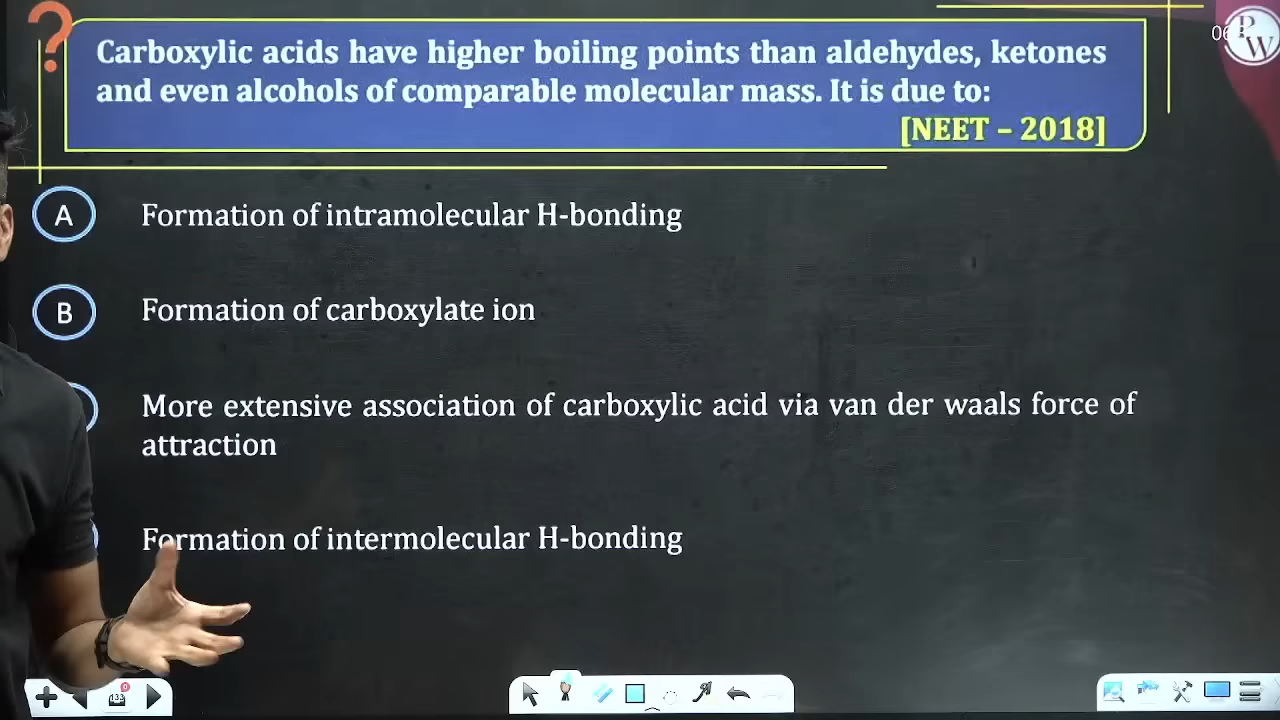 Carboxylic acids have higher boiling points than aldehydes, ketones
and even alcohols of comparable molecular mass. It is due to:
[NEET – 2018]
A Formation of intramolecular H-bonding
B Formation of carboxylate ion
More extensive association of carboxylic acid via van der waals force of
attraction
Formation of intermolecular H-bonding
P
W
133